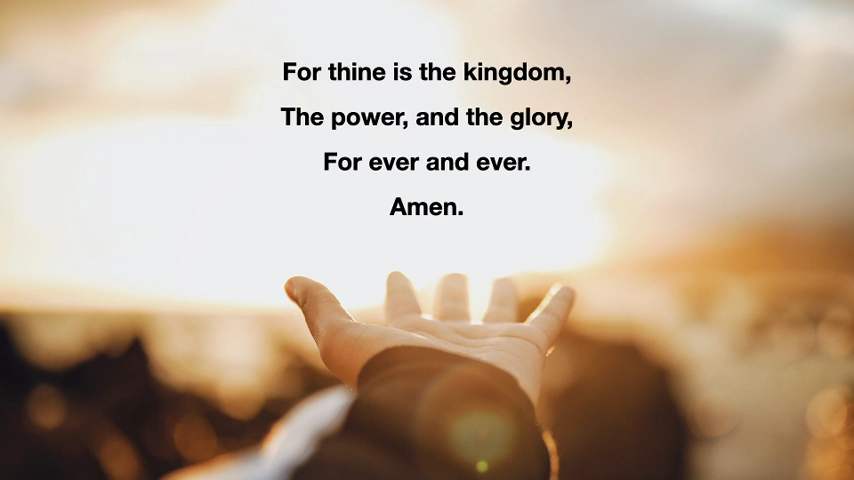 For thine is the kingdom,
The power, and the glory,
For ever and ever.
Amen.